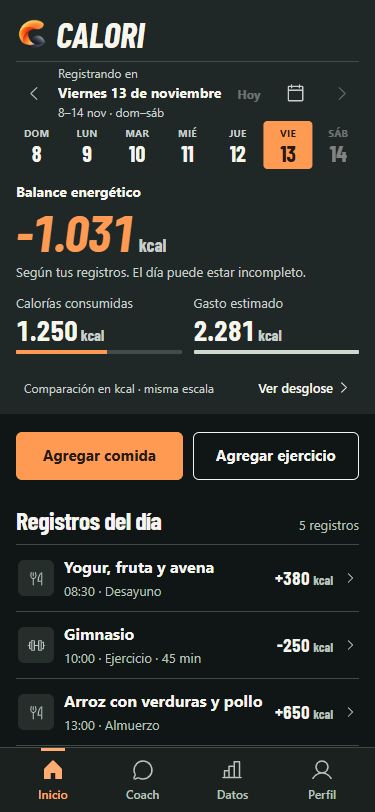 CALORI
Registrando en
Viernes 13 de noviembre
Hoy
8–14 nov · dom–sáb
DOM LUN MAR MIÉ JUE VIE SÁB
8 9 10 11 12 13 14
Balance energético
-1.031 kcal
Según tus registros. El día puede estar incompleto.
Calorías consumidas
1.250 kcal
Gasto estimado
2.281 kcal
Comparación en kcal · misma escala
Ver desglose
Agregar comida
Agregar ejercicio
Registros del día
5 registros
Yogur, fruta y avena
08:30 · Desayuno
+380 kcal
Gimnasio
10:00 · Ejercicio · 45 min
-250 kcal
Arroz con verduras y pollo
13:00 · Almuerzo
+650 kcal
Inicio
Coach
Datos
Perfil